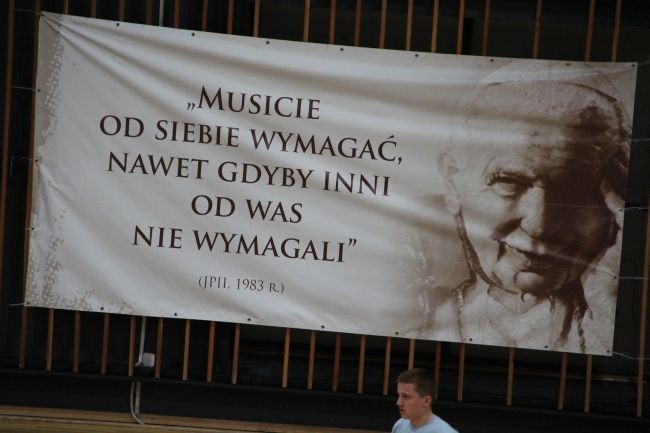 „Musicie
od siebie wymagać,
nawet gdyby inni
od was
nie wymagali”
(JPII, 1983 r.)